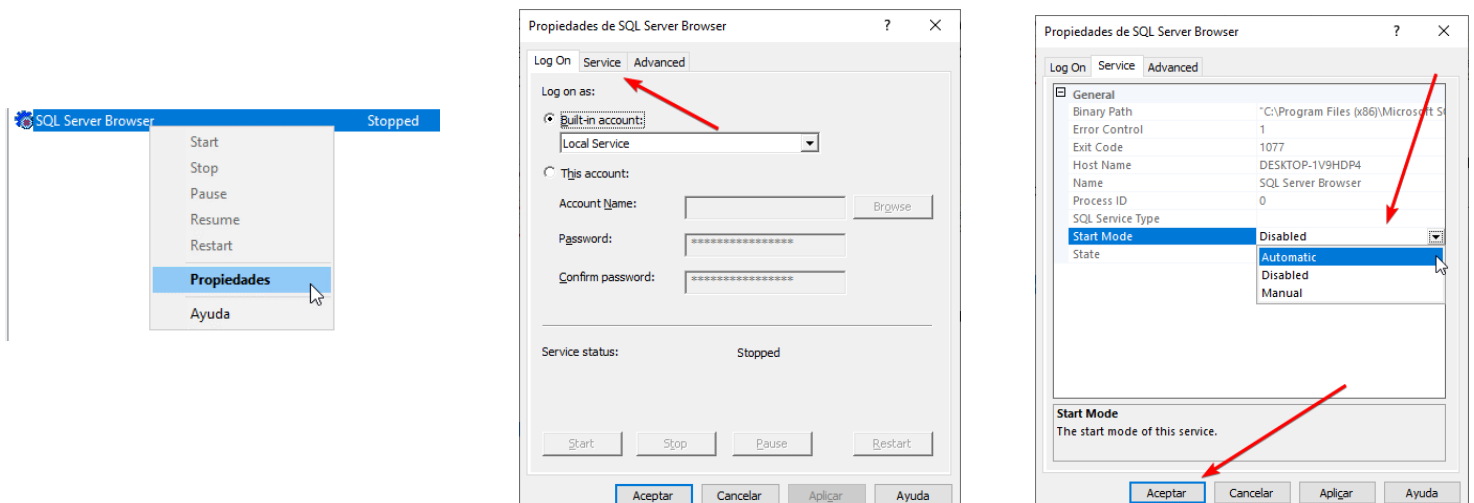 SQL Server Browser Stopped
Start
Stop
Pause
Resume
Restart
Propiedades
Ayuda
Propiedades de SQL Server Browser ? ×
Log On Service Advanced
Log on as:
Built-in account:
Local Service
This account:
Account Name: Browse
Password: ****************
Confirm password: ****************
Service status: Stopped
Start Stop Pause Restart
Aceptar Cancelar Aplicar Ayuda
Propiedades de SQL Server Browser ? ×
Log On Service Advanced
General
Binary Path "C:\Program Files (x86)\Microsoft
Error Control 1
Exit Code 1077
Host Name DESKTOP-1V9HDP4
Name SQL Server Browser
Process ID 0
SQL Service Type
Start Mode Disabled
State Automatic
Disabled
Manual
Start Mode
The start mode of this service.
Aceptar Cancelar Aplicar Ayuda